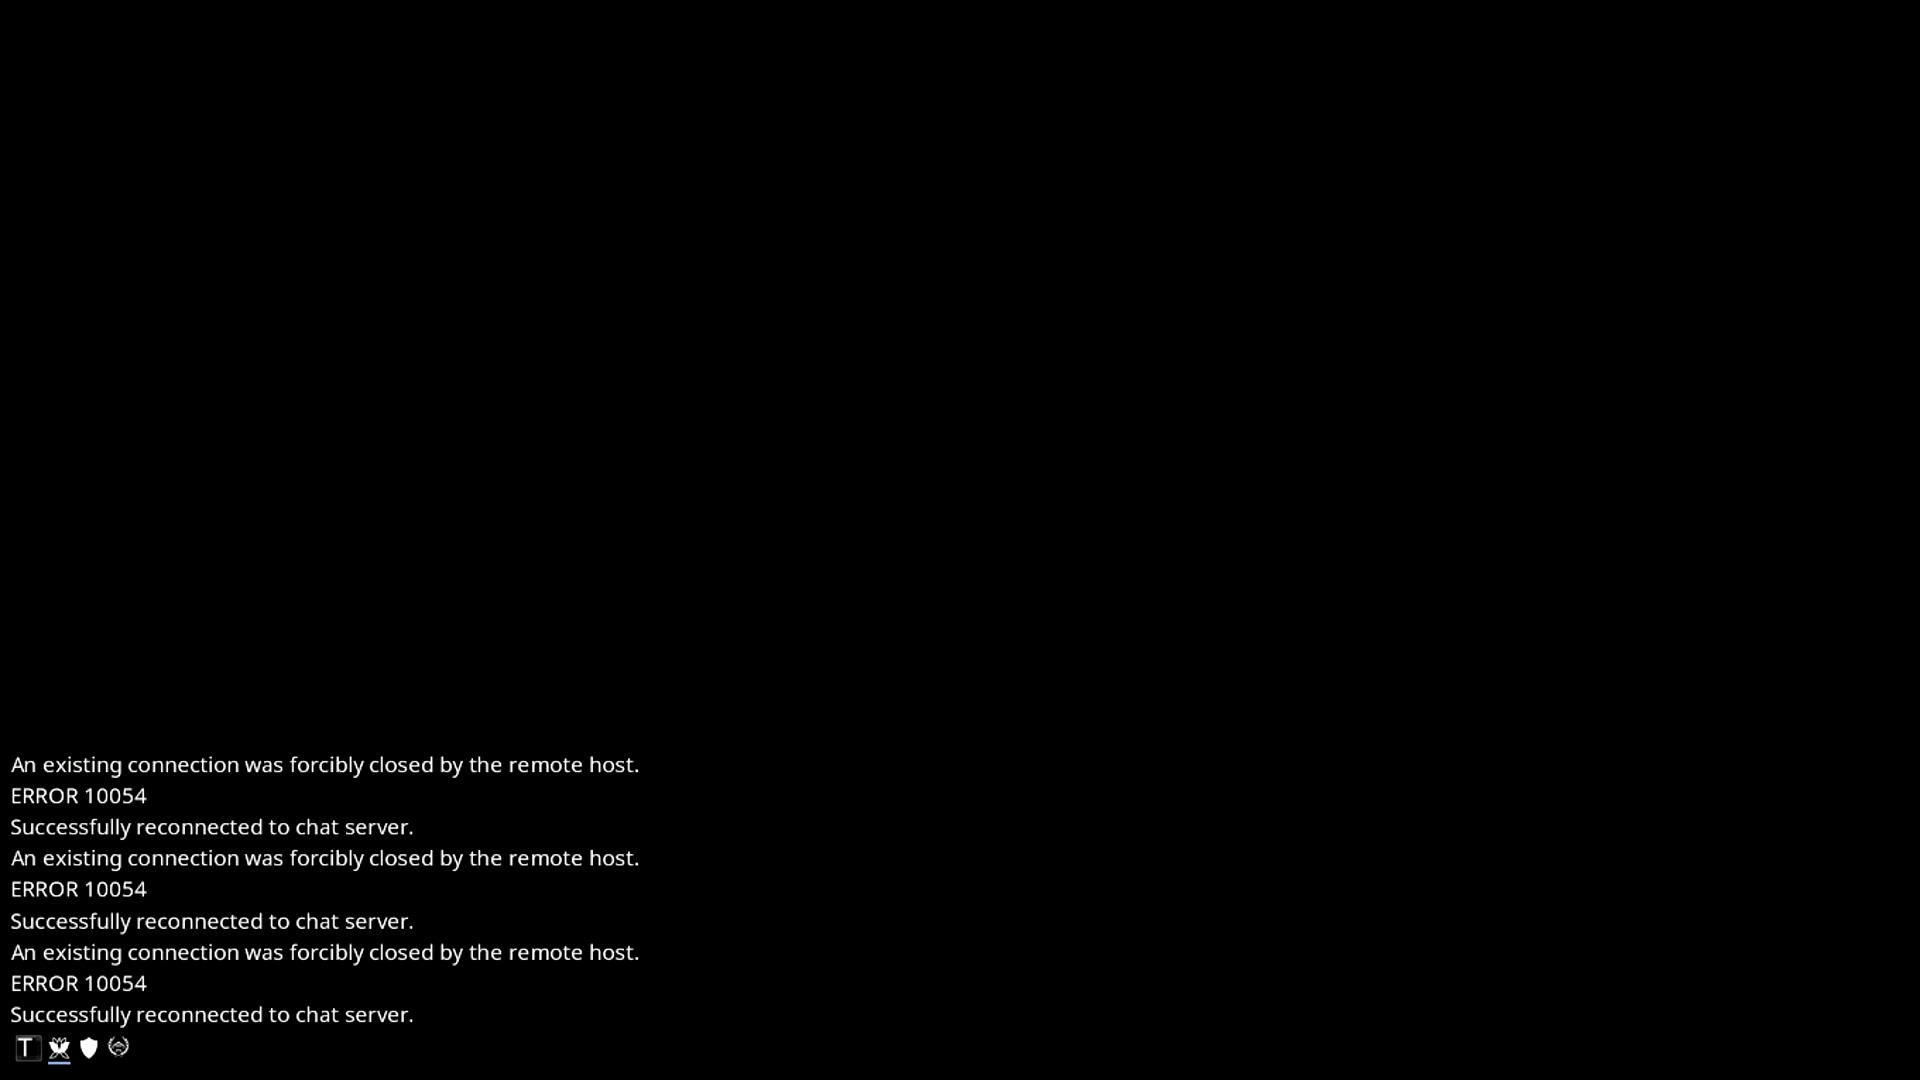 An existing connection was forcibly closed by the remote host.
ERROR 10054
Successfully reconnected to chat server.
An existing connection was forcibly closed by the remote host.
ERROR 10054
Successfully reconnected to chat server.
An existing connection was forcibly closed by the remote host.
ERROR 10054
Successfully reconnected to chat server.
T